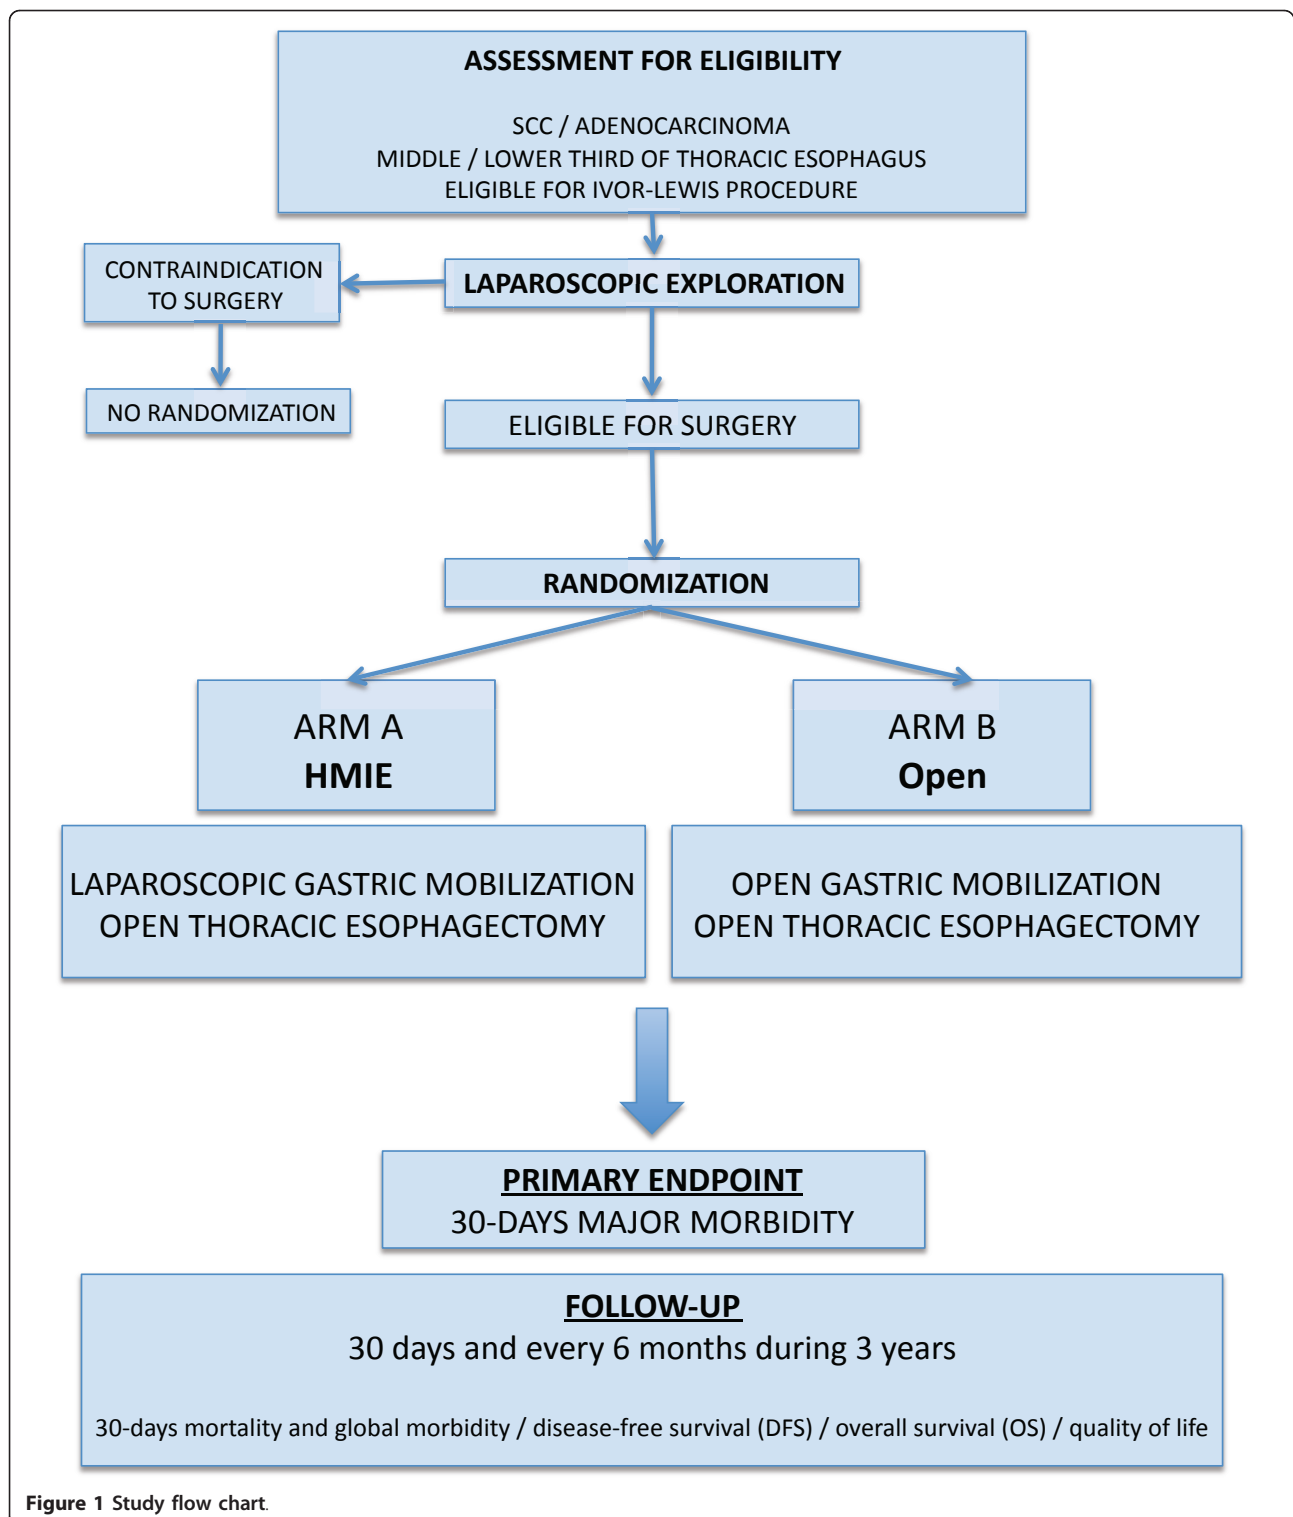 ASSESSMENT FOR ELIGIBILITY
SCC / ADENOCARCINOMA
MIDDLE / LOWER THIRD OF THORACIC ESOPHAGUS
ELIGIBLE FOR IVOR-LEWIS PROCEDURE
CONTRAINDICATION
TO SURGERY
LAPAROSCOPIC EXPLORATION
NO RANDOMIZATION
ELIGIBLE FOR SURGERY
RANDOMIZATION
ARM A
HMIE
ARM B
Open
LAPAROSCOPIC GASTRIC MOBILIZATION
OPEN THORACIC ESOPHAGECTOMY
OPEN GASTRIC MOBILIZATION
OPEN THORACIC ESOPHAGECTOMY
PRIMARY ENDPOINT
30-DAYS MAJOR MORBIDITY
FOLLOW-UP
30 days and every 6 months during 3 years
30-days mortality and global morbidity / disease-free survival (DFS) / overall survival (OS) / quality of life
Figure 1 Study flow chart.